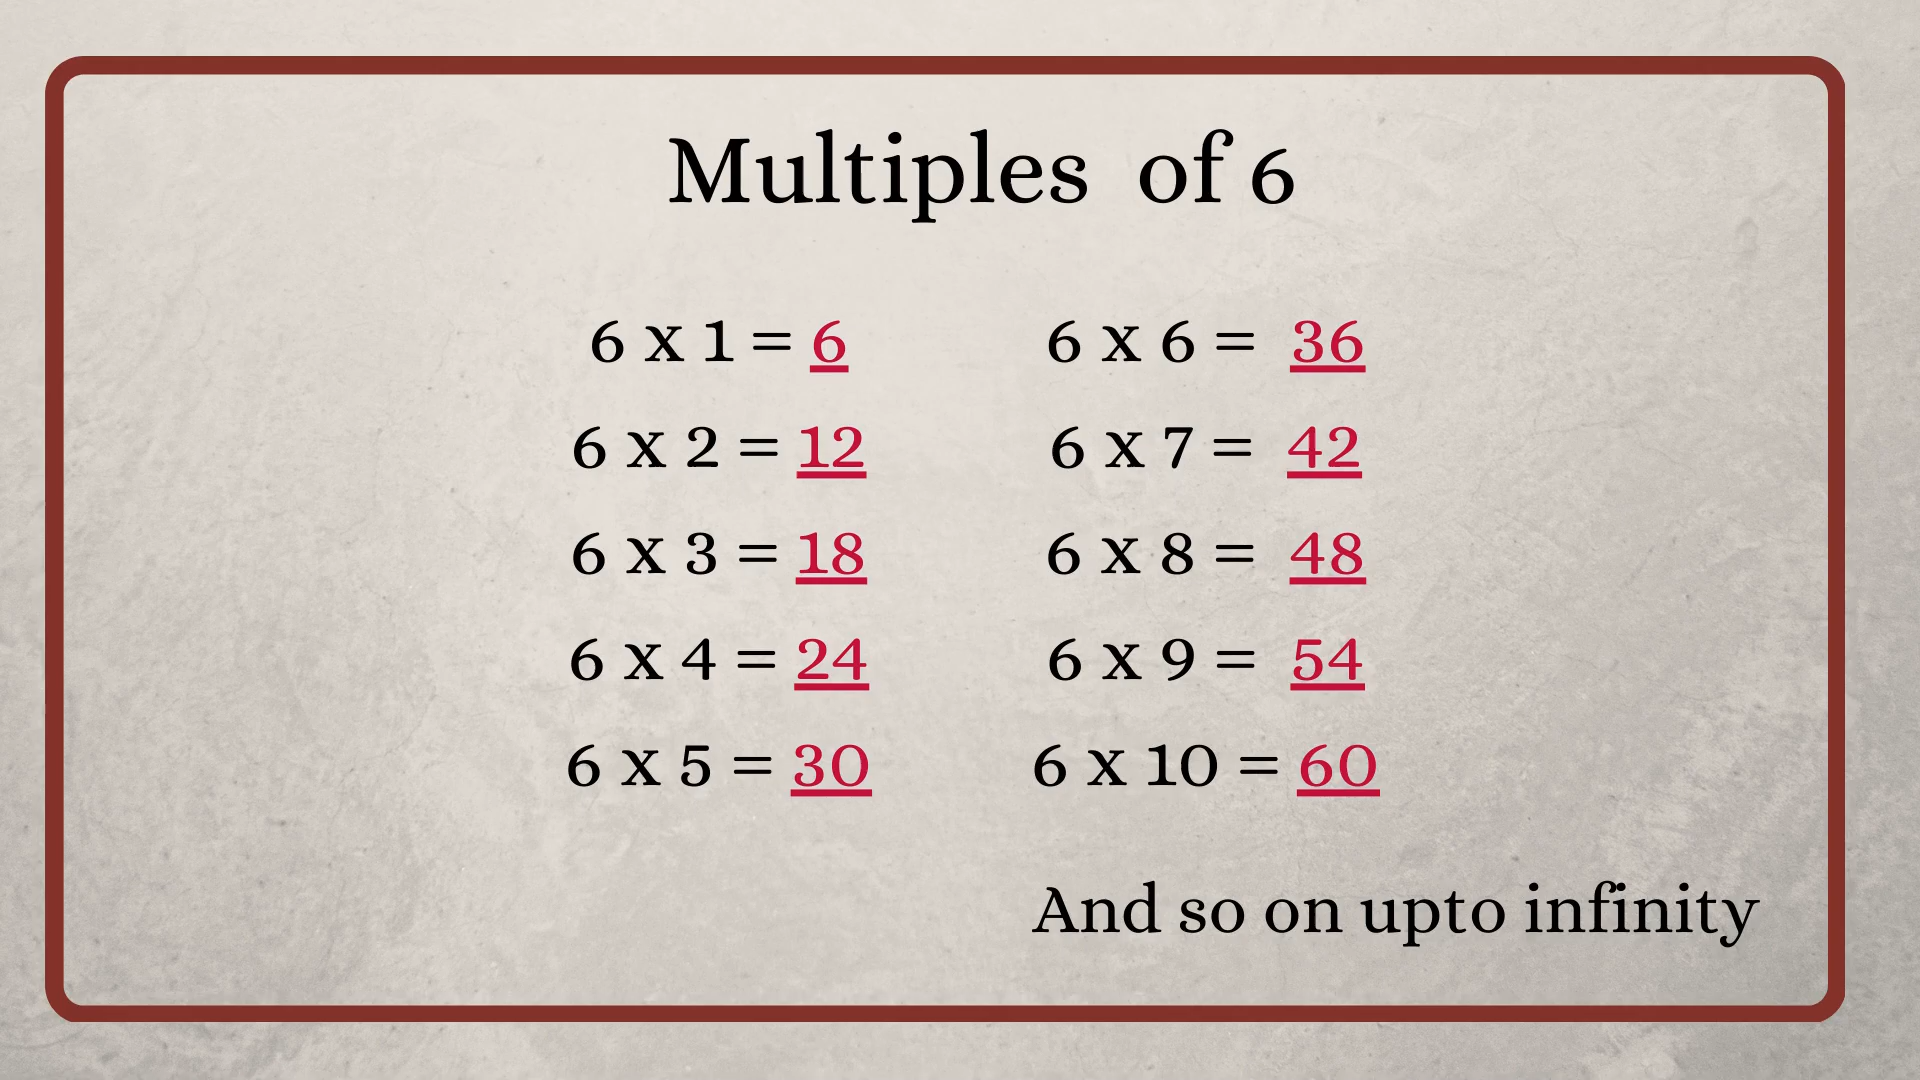 Multiples of 6
6 x 1 = 6
6 x 2 = 12
6 x 3 = 18
6 x 4 = 24
6 x 5 = 30
6 x 6 = 36
6 x 7 = 42
6 x 8 = 48
6 x 9 = 54
6 x 10 = 60
And so on upto infinity